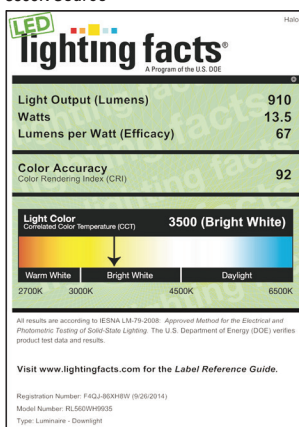 Halo
LED
lighting facts®
A Program of the U.S. DOE
Light Output (Lumens) 910
Watts 13.5
Lumens per Watt (Efficacy) 67
Color Accuracy 92
Color Rendering Index (CRI)
Light Color 3500 (Bright White)
Correlated Color Temperature (CCT)
Warm White Bright White Daylight
2700K 3000K 4500K 6500K
All results are according to IESNA LM-79-2008: Approved Method for the Electrical and
Photometric Testing of Solid-State Lighting. The U.S. Department of Energy (DOE) verifies
product test data and results.
Visit www.lightingfacts.com for the Label Reference Guide.
Registration Number: F4QJ-86XH8W (9/26/2014)
Model Number: RL560WH9935
Type: Luminaire - Downlight